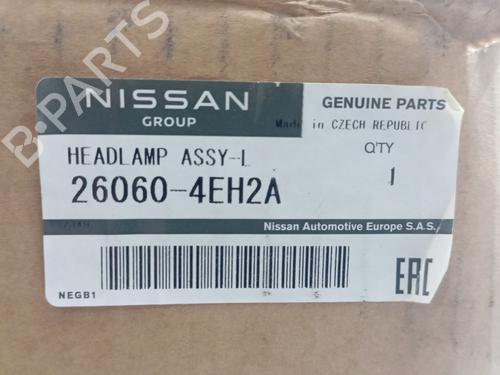 NISSAN
GROUP
GENUINE PARTS
Made in CZECH REPUBLIC
HEADLAMP ASSY-L
Q'TY
26060-4EH2A
1
Nissan Automotive Europe S.A.S.
NEGB1
EAC
B-PARTS